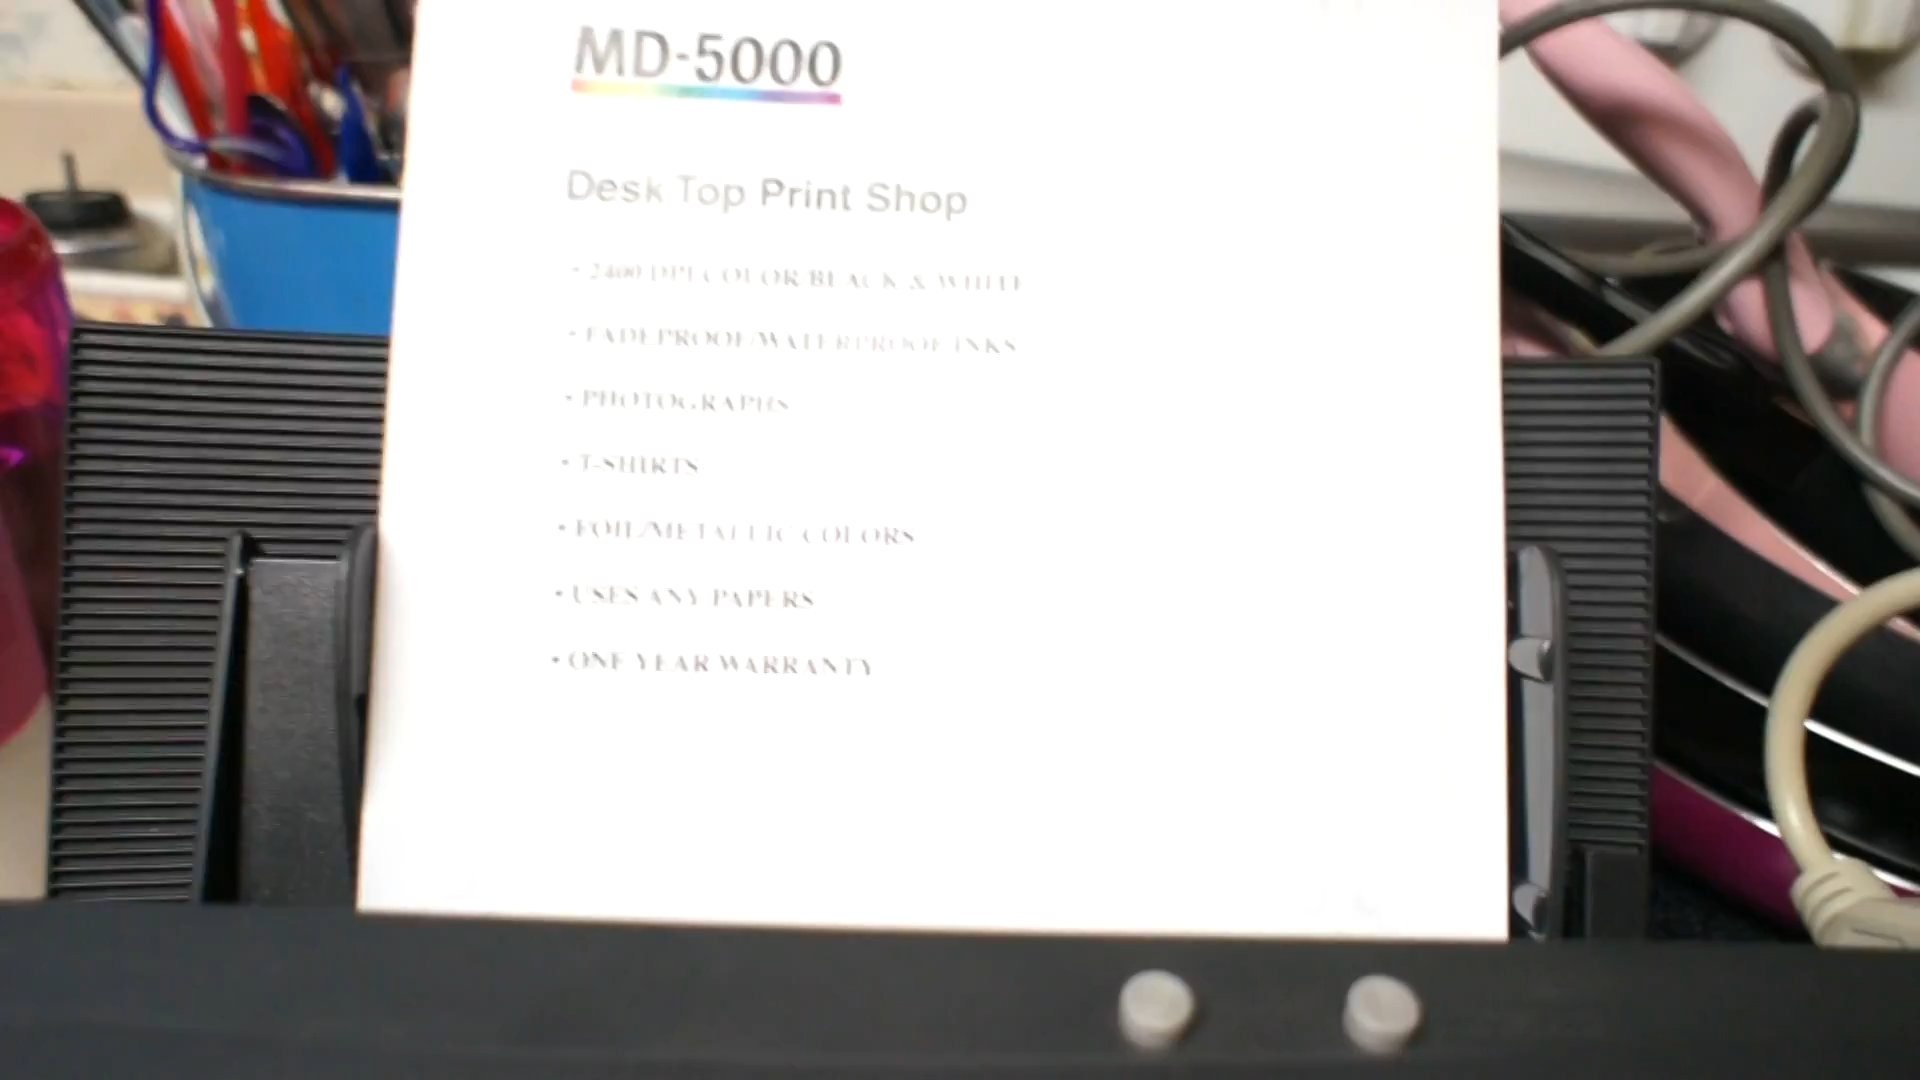 MD-5000
Desk Top Print Shop
• 2400 DPI COLOR/BLACK & WHITE
• FADEPROOF/WATERPROOF INKS
• PHOTOGRAPHS
• T-SHIRTS
• FOIL/METALLIC COLORS
• USES ANY PAPERS
• ONE YEAR WARRANTY